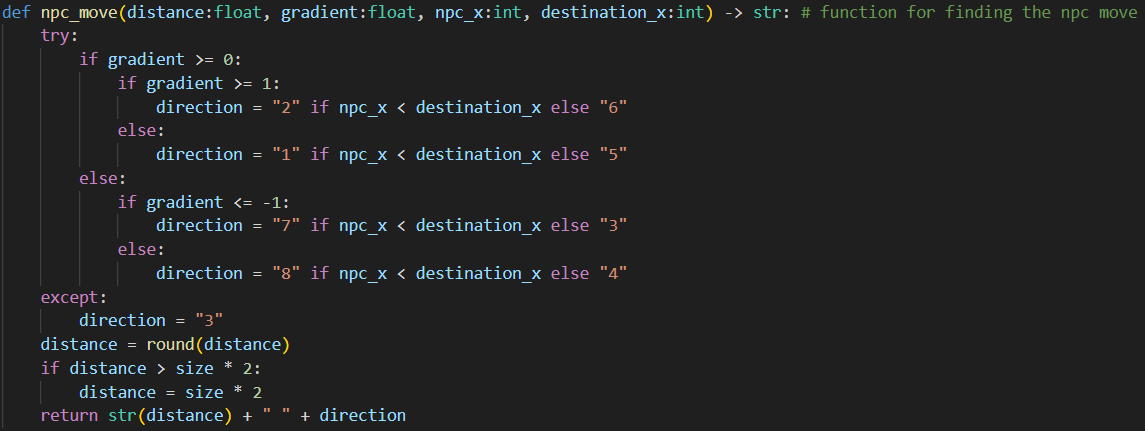 def npc_move(distance:float, gradient:float, npc_x:int, destination_x:int) -> str: # function for finding the npc move
    try:
        if gradient >= 0:
            if gradient >= 1:
                direction = "2" if npc_x < destination_x else "6"
            else:
                direction = "1" if npc_x < destination_x else "5"
        else:
            if gradient <= -1:
                direction = "7" if npc_x < destination_x else "3"
            else:
                direction = "8" if npc_x < destination_x else "4"
    except:
        direction = "3"
    distance = round(distance)
    if distance > size * 2:
        distance = size * 2
    return str(distance) + " " + direction